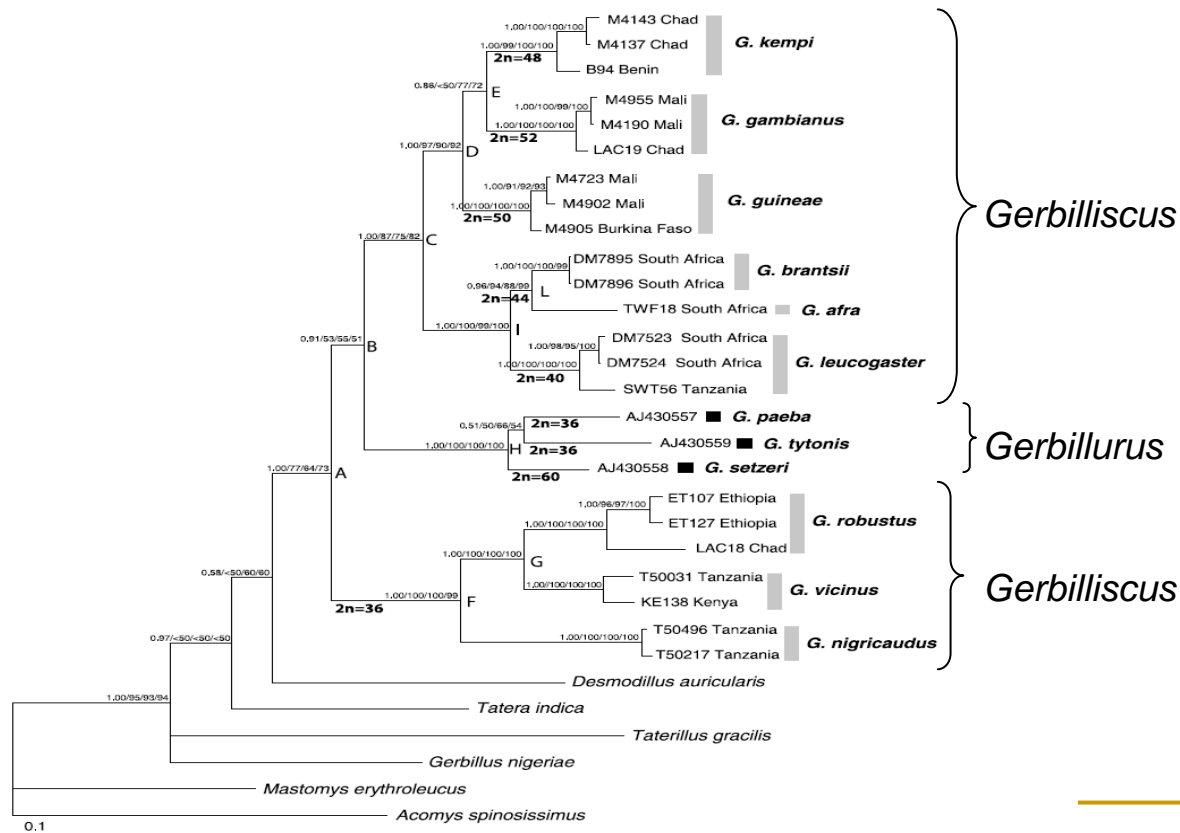 1.00/100/100/100
M4143 Chad
M4137 Chad
B94 Benin
1.00/99/100/100
2n=48
G. kempi
0.86/<50/77/72
E
M4955 Mali
1.00/100/99/100
M4190 Mali
LAC19 Chad
1.00/100/100/100
2n=52
G. gambianus
1.00/97/90/92
D
M4723 Mali
1.00/91/92/93
M4902 Mali
M4905 Burkina Faso
1.00/100/100/100
2n=50
G. guineae
Gerbilliscus
1.00/87/75/82
C
DM7895 South Africa
1.00/100/100/99
DM7896 South Africa
G. brantsii
0.96/94/88/99
2n=44
L
TWF18 South Africa
G. afra
1.00/100/99/100
I
DM7523 South Africa
1.00/98/95/100
DM7524 South Africa
SWT56 Tanzania
1.00/100/100/100
2n=40
G. leucogaster
0.91/53/55/51
B
AJ430557
G. paeba
2n=36
0.51/50/66/54
AJ430559
G. tytonis
2n=36
1.00/100/100/100
H
AJ430558
G. setzeri
2n=60
Gerbillurus
1.00/77/64/73
A
ET107 Ethiopia
1.00/96/97/100
ET127 Ethiopia
LAC18 Chad
G. robustus
1.00/100/100/100
1.00/100/100/100
G
T50031 Tanzania
1.00//100/100/100
KE138 Kenya
G. vicinus
Gerbilliscus
1.00/100/100/99
2n=36
F
T50496 Tanzania
1.00/100/100/100
T50217 Tanzania
G. nigricaudus
0.58/<50/60/60
Desmodillus auricularis
0.97/<50/<50/<50
Tatera indica
1.00/95/93/94
Taterillus gracilis
Gerbillus nigeriae
Mastomys erythroleucus
Acomys spinosissimus
0.1